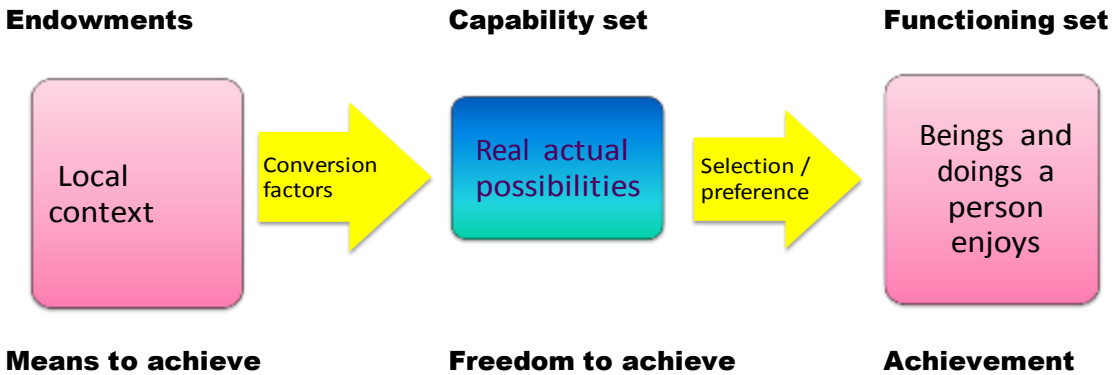 Endowments
Capability set
Functioning set
Local
context
Conversion
factors
Real actual
possibilities
Selection /
preference
Beings and
doings a
person
enjoys
Means to achieve
Freedom to achieve
Achievement